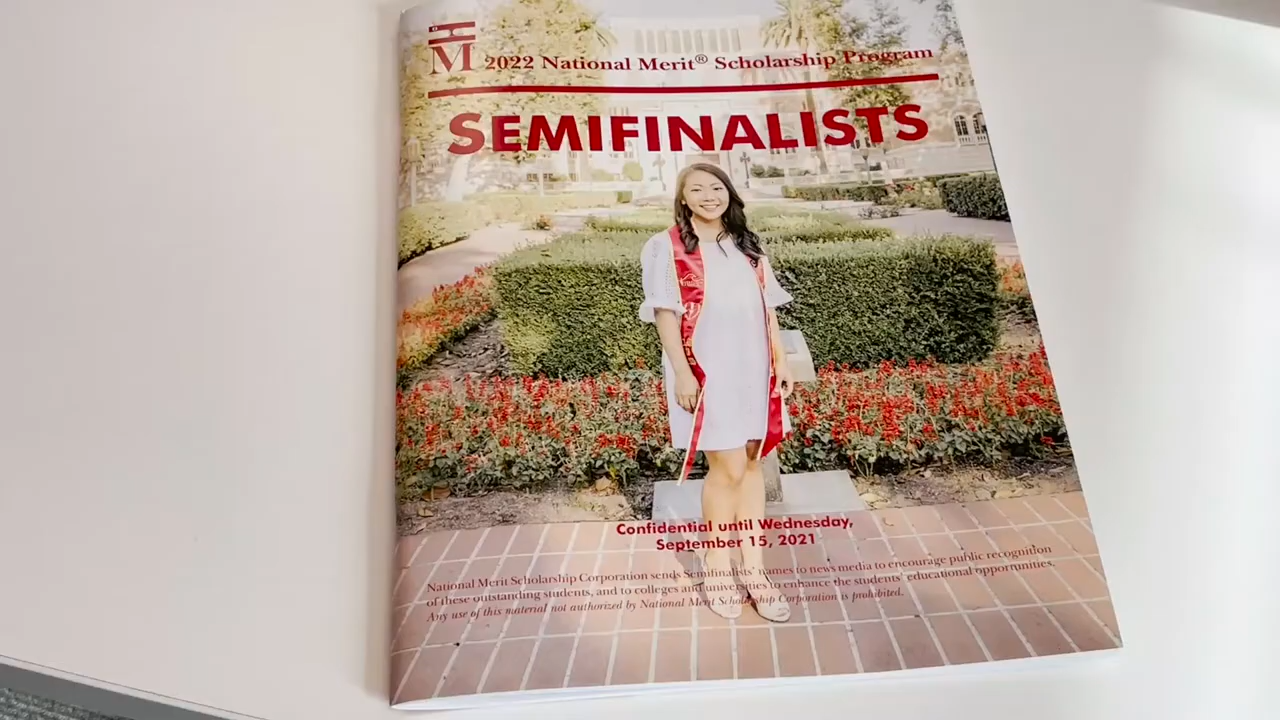 M 2022 National Merit® Scholarship Program
SEMIFINALISTS
Confidential until Wednesday,
September 15, 2021
National Merit Scholarship Corporation sends Semifinalists' names to news media to encourage public recognition
of these outstanding students, and to colleges and universities to enhance the students' educational opportunities.
Any use of this material not authorized by National Merit Scholarship Corporation is prohibited.